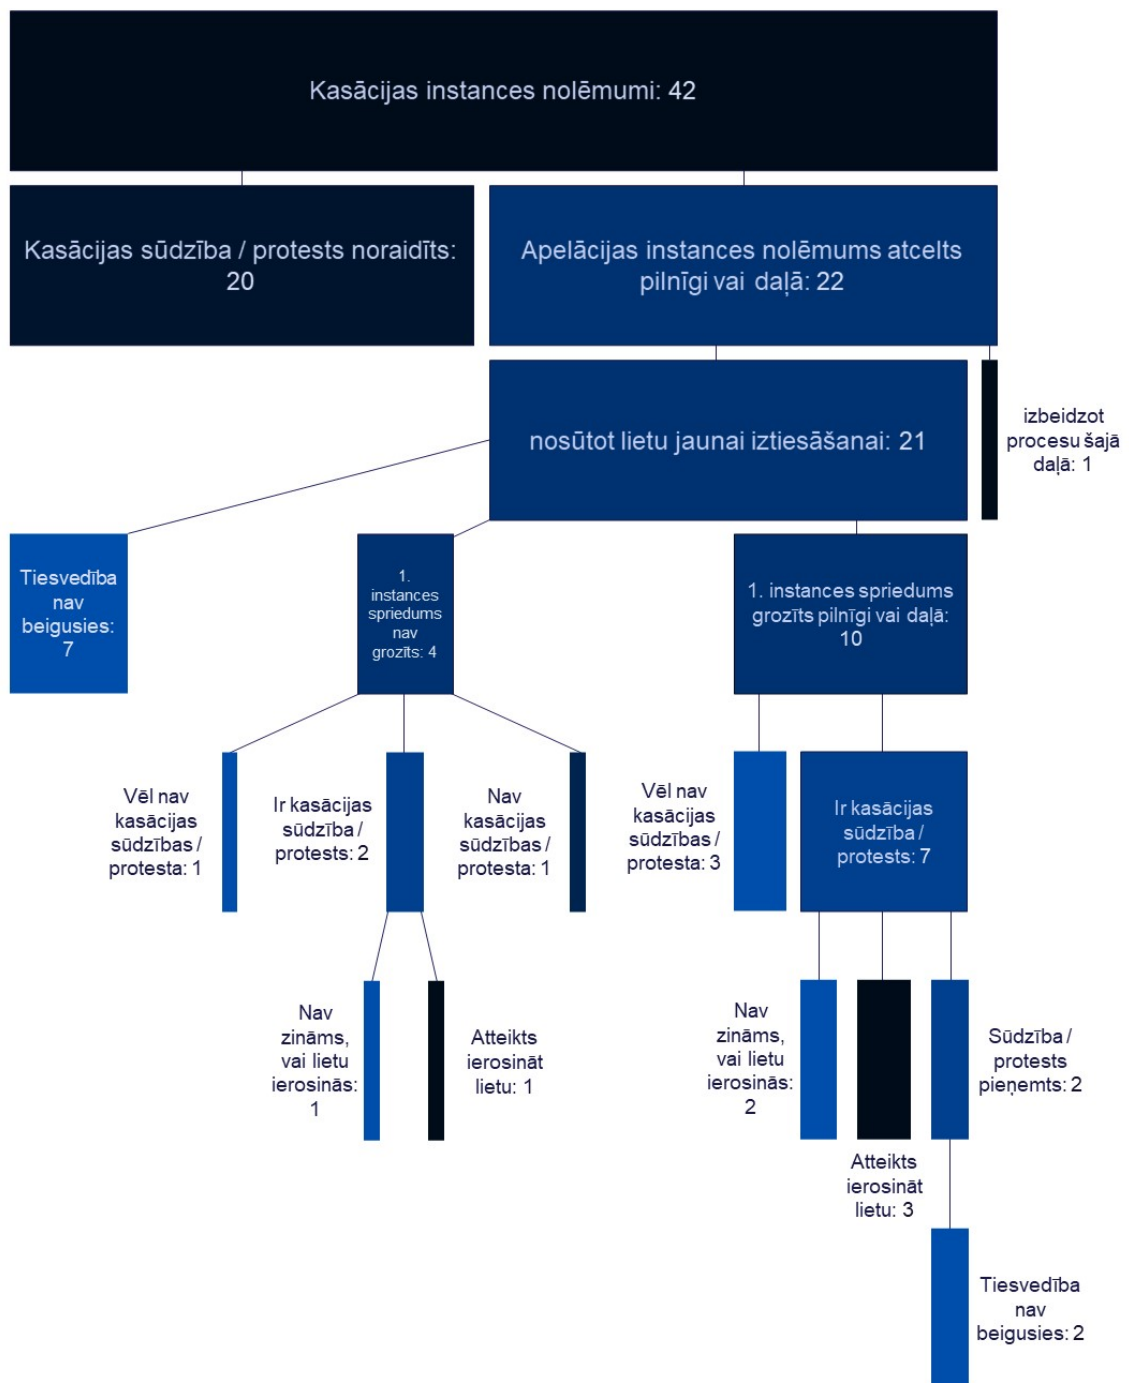 Kasācijas instances nolēmumi: 42
Kasācijas sūdzība / protests noraidīts:
20
Apelācijas instances nolēmums atcelts
pilnīgi vai daļā: 22
nosūtot lietu jaunai iztiesāšanai: 21
izbeidzot
procesu šajā
daļā: 1
Tiesvedība
nav
beigusies:
7
1.
instances
spriedums
nav
grozīts: 4
1. instances spriedums
grozīts pilnīgi vai daļā:
10
Vēl nav
kasācijas
sūdzības /
protesta: 1
Ir kasācijas
sūdzība /
protests: 2
Nav
kasācijas
sūdzības /
protesta: 1
Vēl nav
kasācijas
sūdzības /
protesta: 3
Ir kasācijas
sūdzība /
protests: 7
Nav
zināms,
vai lietu
ierosinās:
1
Atteikts
ierosināt
lietu: 1
Nav
zināms,
vai lietu
ierosinās:
2
Atteikts
ierosināt
lietu: 3
Sūdzība /
protests
pieņemts: 2
Tiesvedība
nav
beigusies: 2